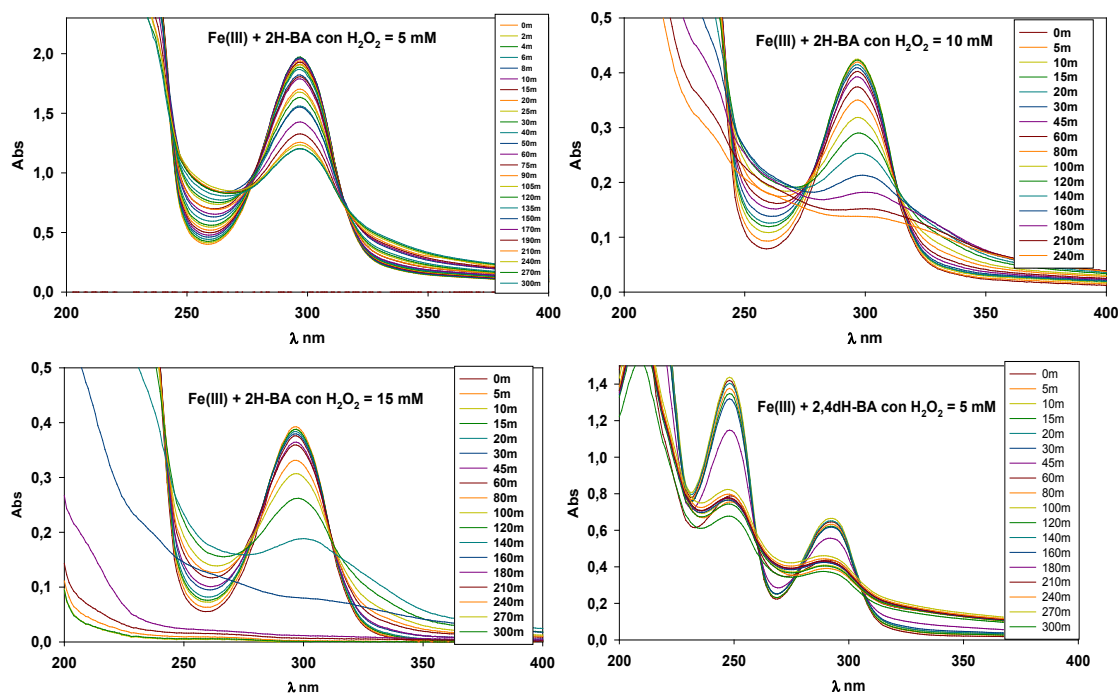 Fe(III) + 2H-BA con H2O2 = 5 mM
Abs
2,0
1,5
1,0
0,5
0,0
200
250
300
350
400
λ nm
0m
2m
4m
6m
8m
10m
15m
20m
25m
30m
40m
50m
60m
75m
90m
105m
120m
135m
150m
170m
190m
210m
240m
270m
300m
Fe(III) + 2H-BA con H2O2 = 10 mM
Abs
0,5
0,4
0,3
0,2
0,1
0,0
200
250
300
350
400
λ nm
0m
5m
10m
15m
20m
30m
45m
60m
80m
100m
120m
140m
160m
180m
210m
240m
Fe(III) + 2H-BA con H2O2 = 15 mM
Abs
0,5
0,4
0,3
0,2
0,1
0,0
200
250
300
350
400
λ nm
0m
5m
10m
15m
20m
30m
45m
60m
80m
100m
120m
140m
160m
180m
210m
240m
270m
300m
Fe(III) + 2,4dH-BA con H2O2 = 5 mM
Abs
1,4
1,2
1,0
0,8
0,6
0,4
0,2
0,0
200
250
300
350
400
λ nm
0m
5m
10m
15m
20m
30m
45m
60m
80m
100m
120m
140m
160m
180m
210m
240m
270m
300m